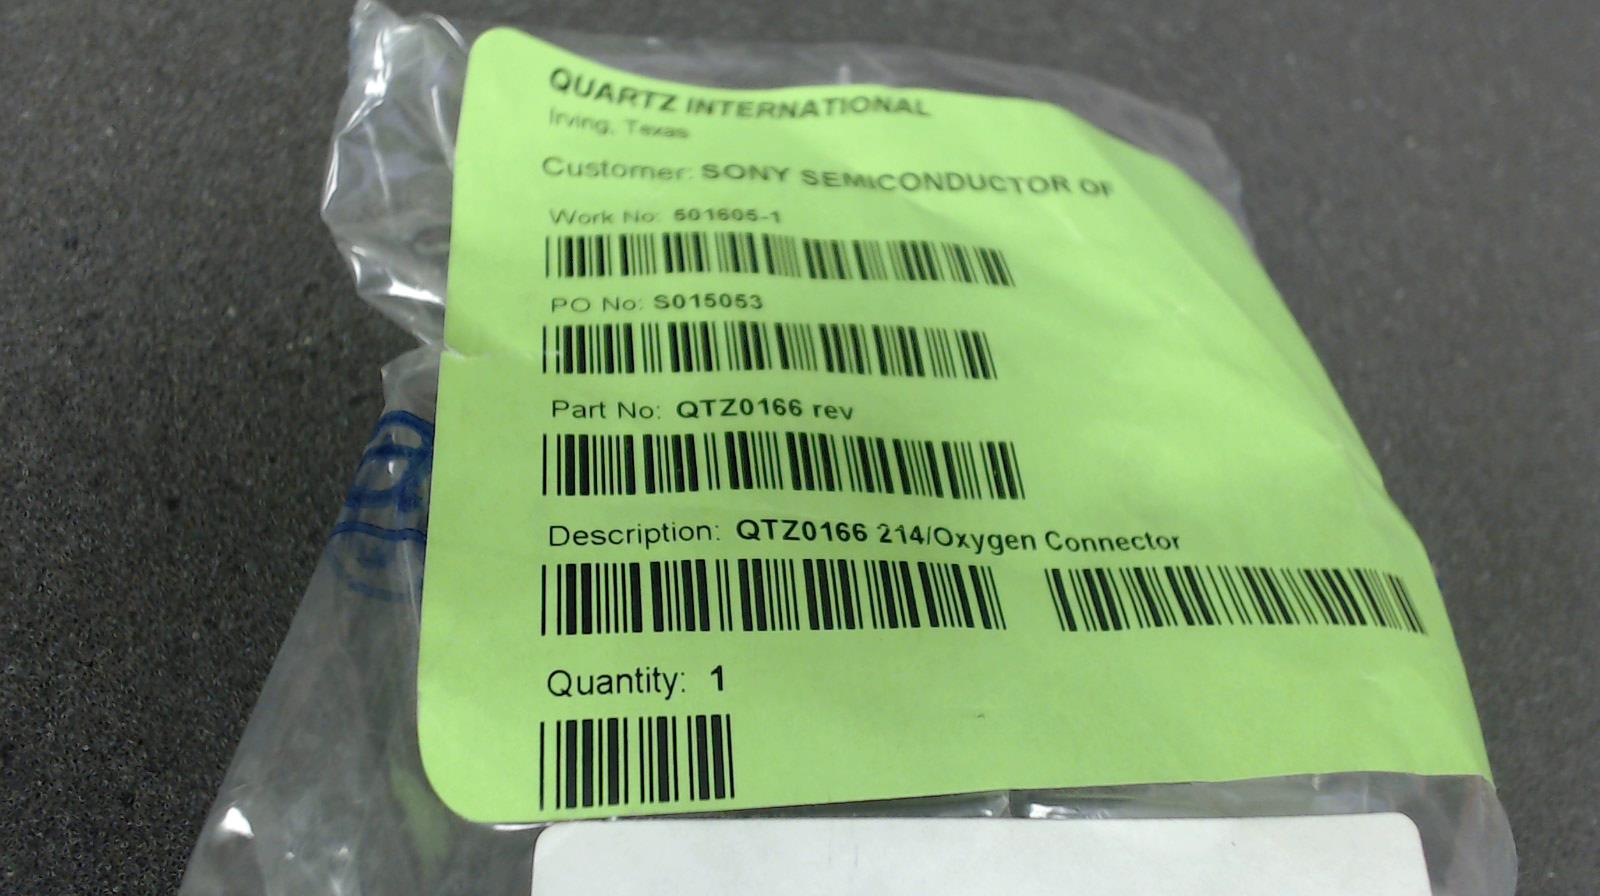 QUARTZ INTERNATIONAL
Irving, Texas
Customer: SONY SEMICONDUCTOR OF
Work No: 501605-1
PO No: S015053
Part No: QTZ0166 rev
Description: QTZ0166 214/Oxygen Connector
Quantity: 1